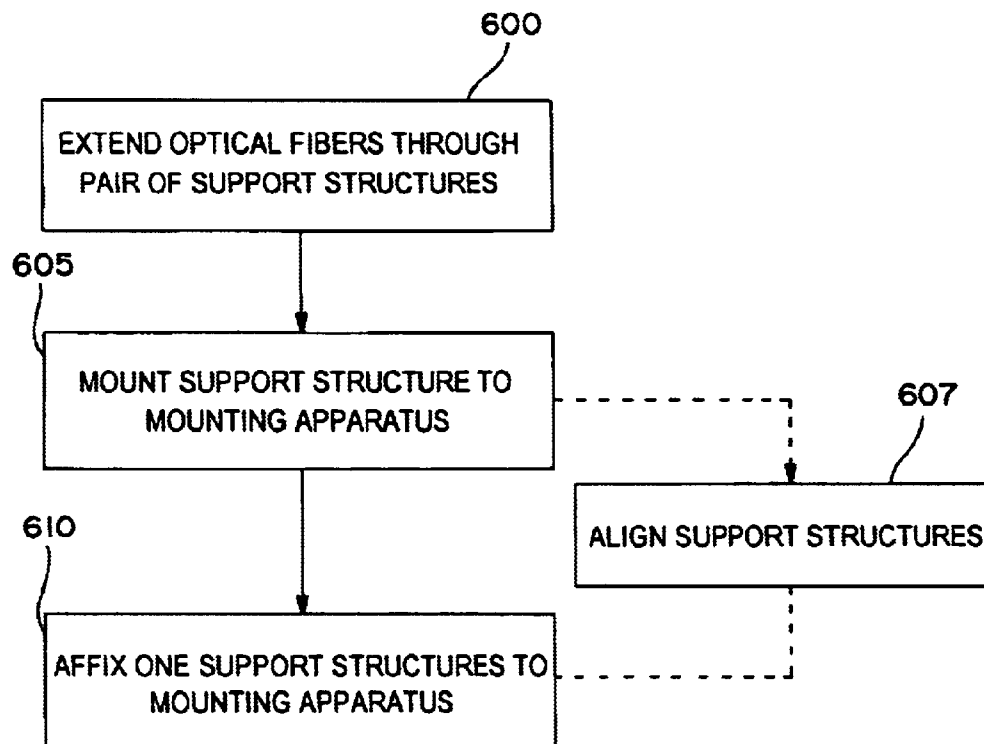 600
EXTEND OPTICAL FIBERS THROUGH
PAIR OF SUPPORT STRUCTURES
605
MOUNT SUPPORT STRUCTURE TO
MOUNTING APPARATUS
607
ALIGN SUPPORT STRUCTURES
610
AFFIX ONE SUPPORT STRUCTURES TO
MOUNTING APPARATUS